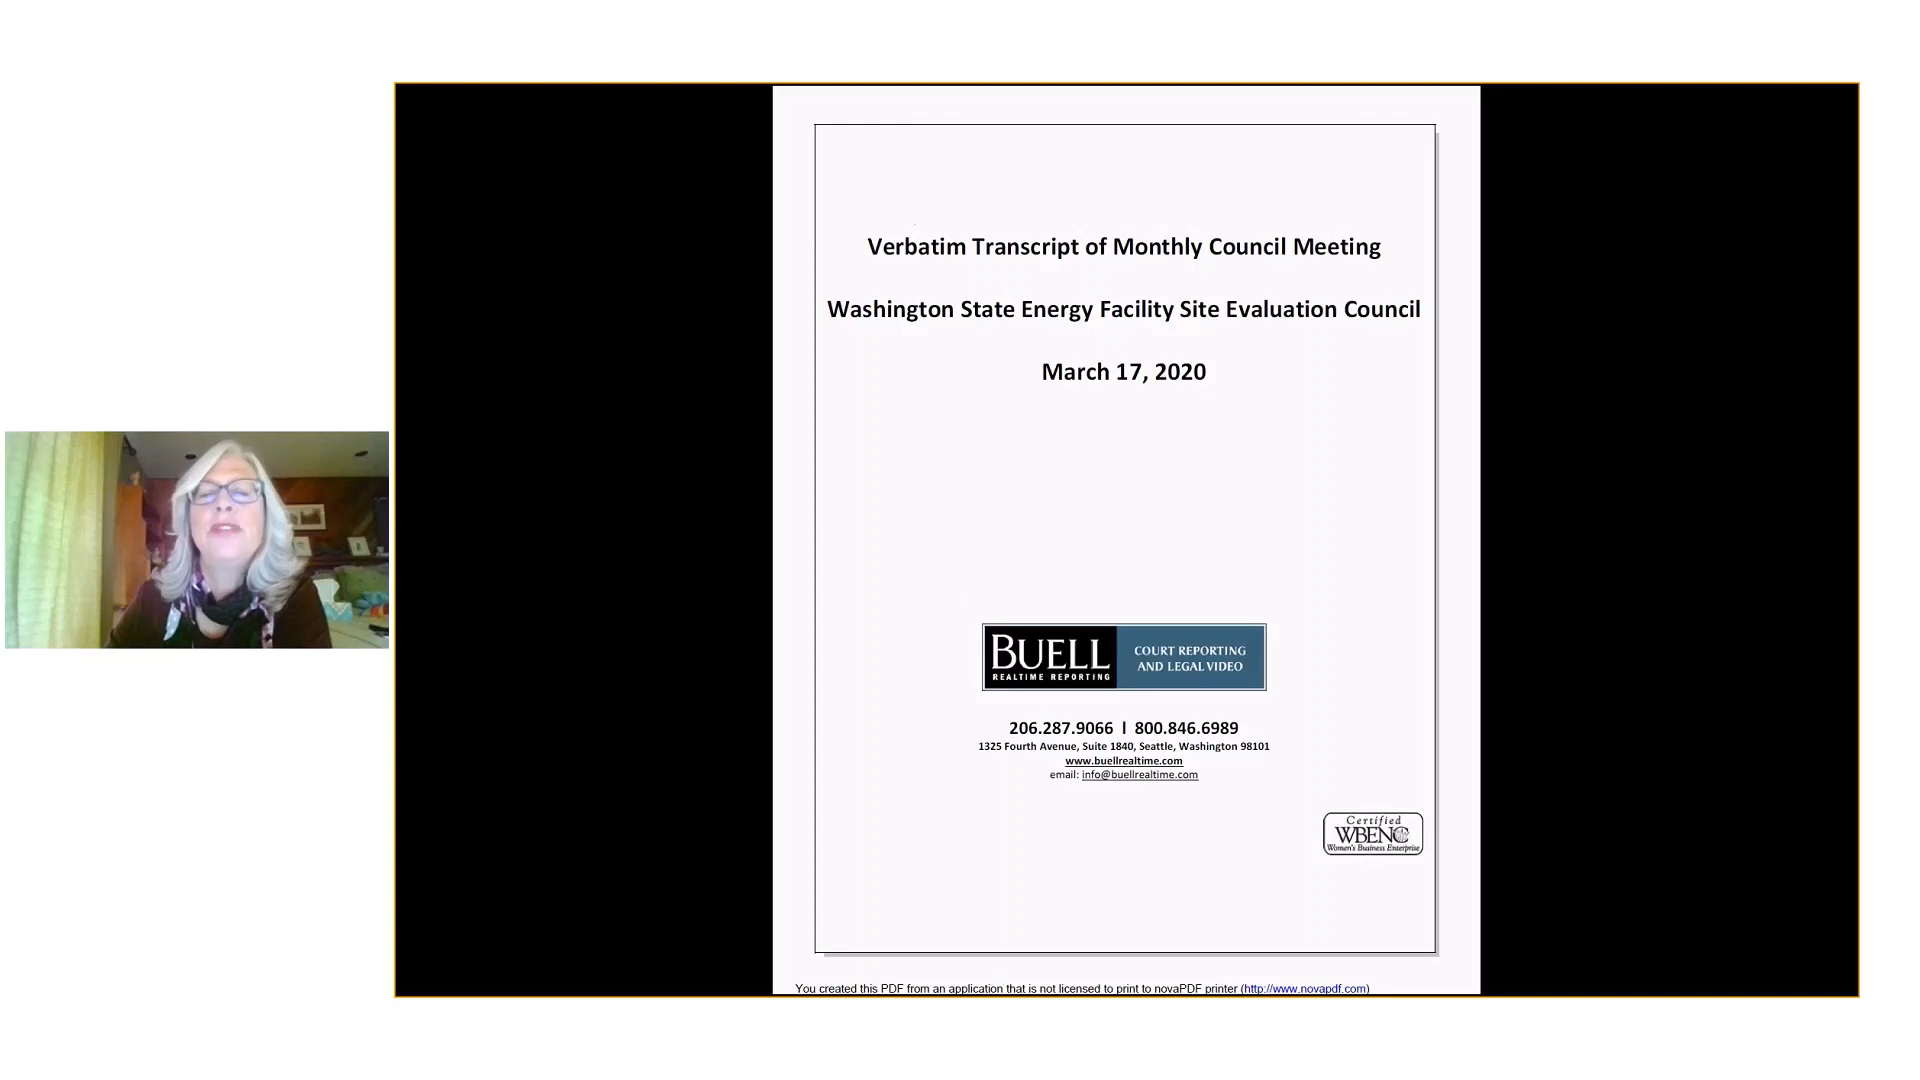 Verbatim Transcript of Monthly Council Meeting
Washington State Energy Facility Site Evaluation Council
March 17, 2020
BUELL
REALTIME REPORTING
COURT REPORTING
AND LEGAL VIDEO
206.287.9066 l 800.846.6989
1325 Fourth Avenue, Suite 1840, Seattle, Washington 98101
www.buellrealtime.com
email: info@buellrealtime.com
Certified
WBENC
Women's Business Enterprise
You created this PDF from an application that is not licensed to print to novaPDF printer (http://www.novapdf.com)